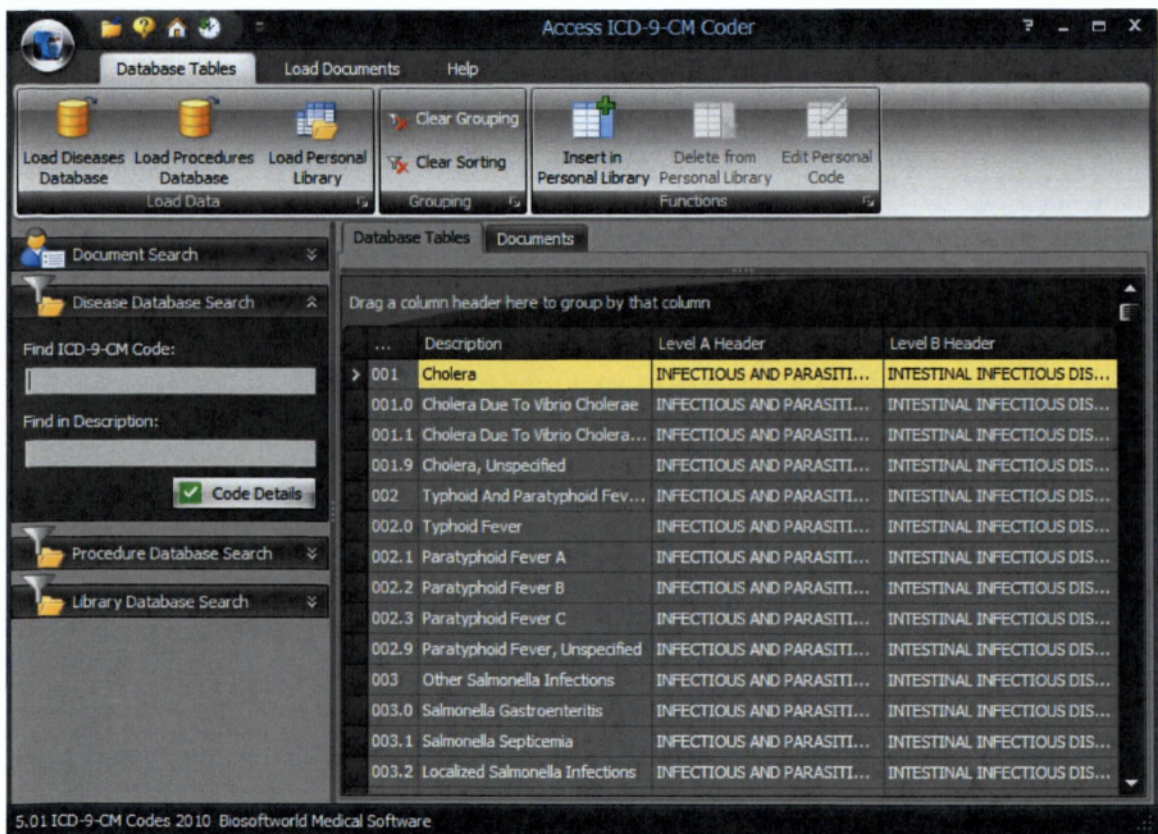 Access ICD-9-CM Coder
Database Tables Load Documents Help
Load Diseases Database Load Procedures Database Load Personal Library
Load Data
Clear Grouping
Clear Sorting
Grouping
Insert in Personal Library Delete from Personal Library Edit Personal Code
Functions
Document Search
Disease Database Search
Find ICD-9-CM Code:
Find in Description:
Code Details
Procedure Database Search
Library Database Search
Database Tables Documents
Drag a column header here to group by that column
... Description Level A Header Level B Header
001 Cholera INFECTIOUS AND PARASITI... INTESTINAL INFECTIOUS DIS...
001.0 Cholera Due To Vibrio Cholerae INFECTIOUS AND PARASITI... INTESTINAL INFECTIOUS DIS...
001.1 Cholera Due To Vibrio Cholera... INFECTIOUS AND PARASITI... INTESTINAL INFECTIOUS DIS...
001.9 Cholera, Unspecified INFECTIOUS AND PARASITI... INTESTINAL INFECTIOUS DIS...
002 Typhoid And Paratyphoid Fev... INFECTIOUS AND PARASITI... INTESTINAL INFECTIOUS DIS...
002.0 Typhoid Fever INFECTIOUS AND PARASITI... INTESTINAL INFECTIOUS DIS...
002.1 Paratyphoid Fever A INFECTIOUS AND PARASITI... INTESTINAL INFECTIOUS DIS...
002.2 Paratyphoid Fever B INFECTIOUS AND PARASITI... INTESTINAL INFECTIOUS DIS...
002.3 Paratyphoid Fever C INFECTIOUS AND PARASITI... INTESTINAL INFECTIOUS DIS...
002.9 Paratyphoid Fever, Unspecified INFECTIOUS AND PARASITI... INTESTINAL INFECTIOUS DIS...
003 Other Salmonella Infections INFECTIOUS AND PARASITI... INTESTINAL INFECTIOUS DIS...
003.0 Salmonella Gastroenteritis INFECTIOUS AND PARASITI... INTESTINAL INFECTIOUS DIS...
003.1 Salmonella Septicemia INFECTIOUS AND PARASITI... INTESTINAL INFECTIOUS DIS...
003.2 Localized Salmonella Infections INFECTIOUS AND PARASITI... INTESTINAL INFECTIOUS DIS...
5.01 ICD-9-CM Codes 2010 Biosoftworld Medical Software